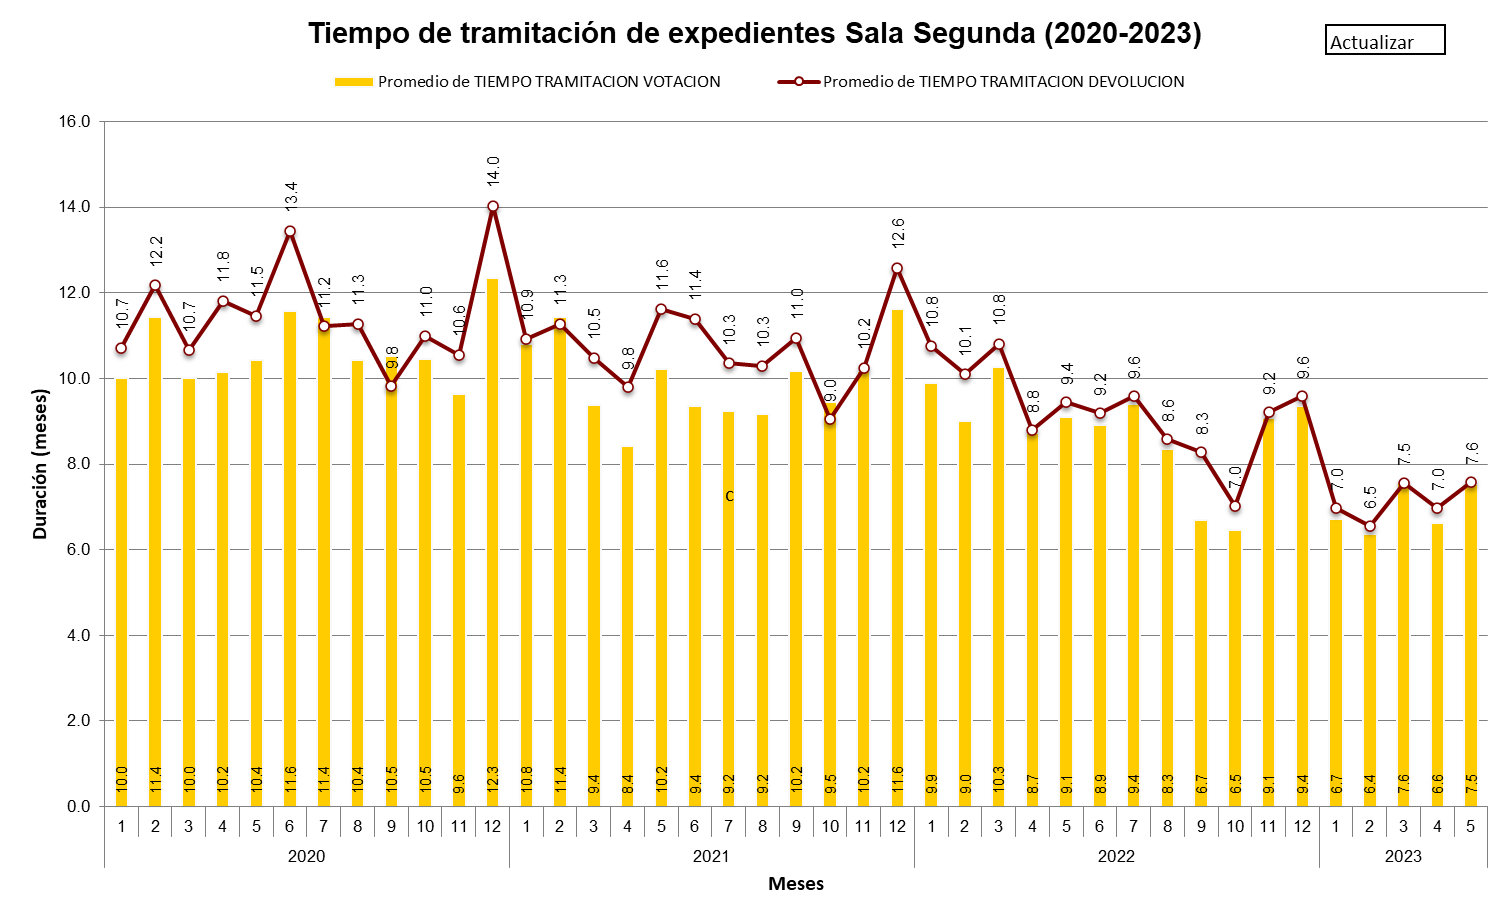 Tiempo de tramitación de expedientes Sala Segunda (2020-2023)
Actualizar
Promedio de TIEMPO TRAMITACION VOTACION
Promedio de TIEMPO TRAMITACION DEVOLUCION
Duración (meses)
16.0
14.0
12.0
10.0
8.0
6.0
4.0
2.0
0.0
10.7 12.2 10.7 11.8 11.5 13.4 11.2 11.3 9.8 11.0 10.6 14.0 10.9 11.3 10.5 9.8 11.6 11.4 10.3 10.3 11.0 9.0 10.2 12.6 10.8 10.1 10.8 8.8 9.4 9.2 9.6 8.6 8.3 7.0 9.2 9.6 7.0 6.5 7.5 7.0 7.6
c
10.0 11.4 10.0 10.2 10.4 11.6 11.4 10.4 10.5 10.5 9.6 12.3 10.8 11.4 9.4 8.4 10.2 9.4 9.2 9.2 10.2 9.5 10.2 11.6 9.9 9.0 10.3 8.7 9.1 8.9 9.4 8.3 6.7 6.5 9.1 9.4 6.7 6.4 7.6 6.6 7.5
1 2 3 4 5 6 7 8 9 10 11 12 1 2 3 4 5 6 7 8 9 10 11 12 1 2 3 4 5 6 7 8 9 10 11 12 1 2 3 4 5
2020 2021 2022 2023
Meses